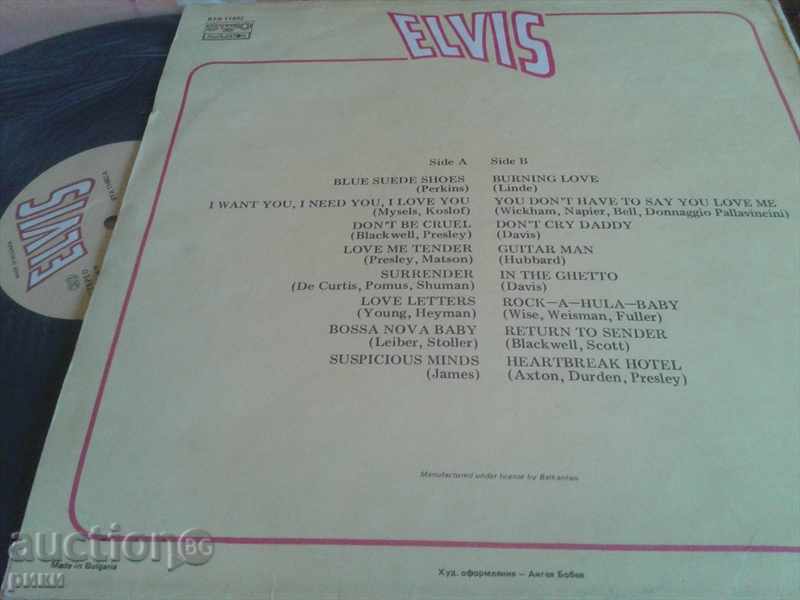 ELVIS
Side A Side B
BLUE SUEDE SHOES BURNING LOVE
(Perkins) (Linde)
I WANT YOU, I NEED YOU, I LOVE YOU YOU DON'T HAVE TO SAY YOU LOVE ME
(Mysels, Koslof) (Wickham, Napier, Bell, Donnaggio Pallavincini)
DON'T BE CRUEL DON'T CRY DADDY
(Blackwell, Presley) (Davis)
LOVE ME TENDER GUITAR MAN
(Presley, Matson) (Hubbard)
SURRENDER IN THE GHETTO
(De Curtis, Pomus, Shuman) (Davis)
LOVE LETTERS ROCK—A—HULA—BABY
(Young, Heyman) (Wise, Weisman, Fuller)
BOSSA NOVA BABY RETURN TO SENDER
(Leiber, Stoller) (Blackwell, Scott)
SUSPICIOUS MINDS HEARTBREAK HOTEL
(James) (Axton, Durden, Presley)
Manufactured under licence by Balkanton
Made in Bulgaria
Худ. оформление – Ангел Бобев
ELVIS
auction BG
рики